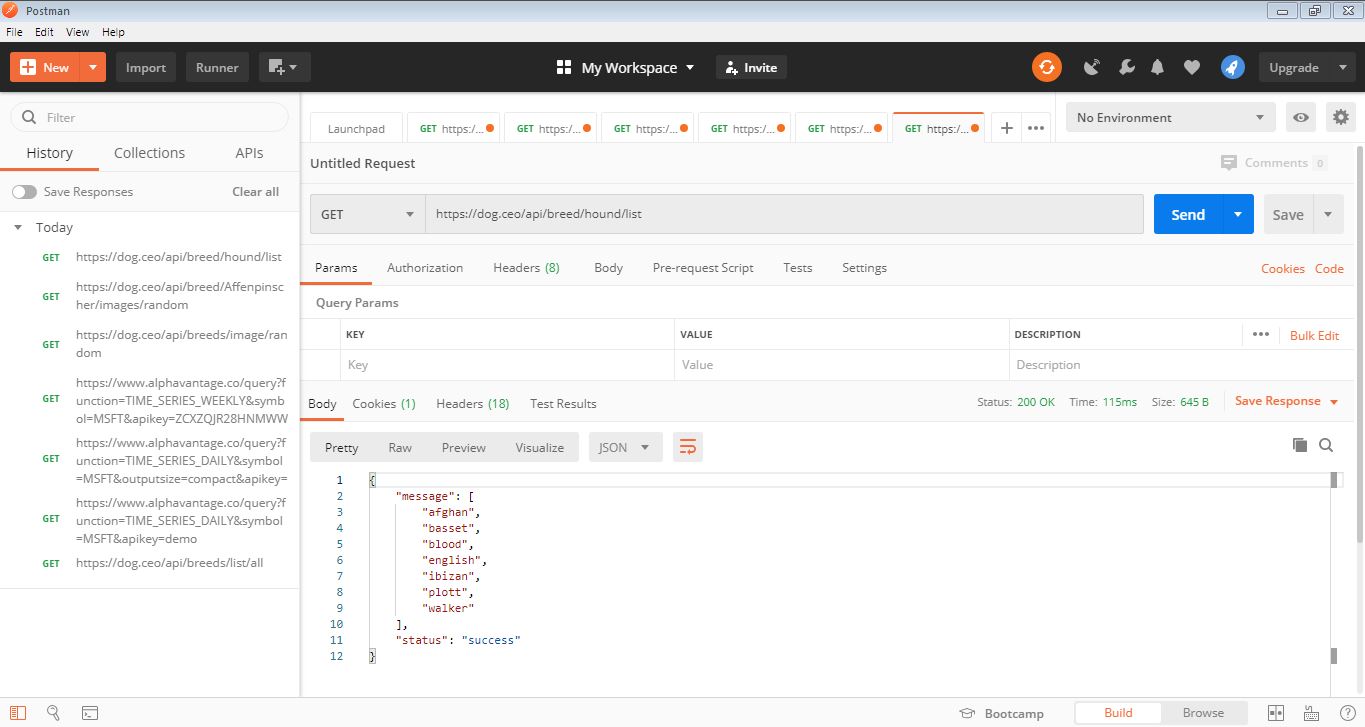 Postman
File Edit View Help
New Import Runner My Workspace Invite Upgrade
Filter
History Collections APIs
Save Responses Clear all
Today
GET https://dog.ceo/api/breed/hound/list
GET https://dog.ceo/api/breed/Affenpinsc
her/images/random
GET https://dog.ceo/api/breeds/image/ran
dom
GET https://www.alphavantage.co/query?f
unction=TIME_SERIES_WEEKLY&symb
ol=MSFT&apikey=ZCXZQJR28HNMWW
GET https://www.alphavantage.co/query?f
unction=TIME_SERIES_DAILY&symbol
=MSFT&outputsize=compact&apikey=
GET https://www.alphavantage.co/query?f
unction=TIME_SERIES_DAILY&symbol
=MSFT&apikey=demo
GET https://dog.ceo/api/breeds/list/all
Launchpad GET https:/... GET https:/... GET https:/... GET https:/... GET https:/... GET https:/... + •••
No Environment
Untitled Request Comments 0
GET https://dog.ceo/api/breed/hound/list Send Save
Params Authorization Headers (8) Body Pre-request Script Tests Settings Cookies Code
Query Params
KEY VALUE DESCRIPTION ••• Bulk Edit
Key Value Description
Body Cookies (1) Headers (18) Test Results Status: 200 OK Time: 115ms Size: 645 B Save Response
Pretty Raw Preview Visualize JSON
1 {
2 "message": [
3 "afghan",
4 "basset",
5 "blood",
6 "english",
7 "ibizan",
8 "plott",
9 "walker"
10 ],
11 "status": "success"
12 }
Bootcamp Build Browse ?